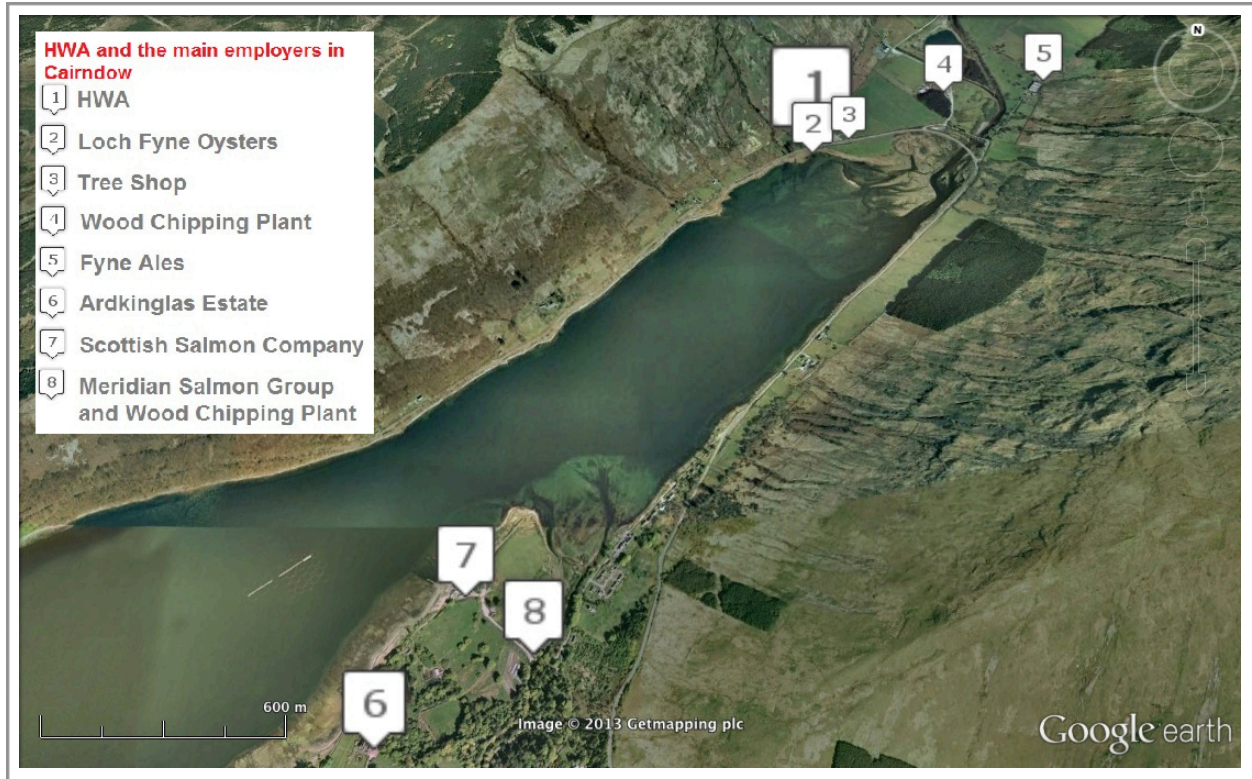 HWA and the main employers in
Cairndow
1 HWA
2 Loch Fyne Oysters
3 Tree Shop
4 Wood Chipping Plant
5 Fyne Ales
6 Ardkinglas Estate
7 Scottish Salmon Company
8 Meridian Salmon Group
and Wood Chipping Plant
N
1
2
3
4
5
7
8
6
600 m
Image © 2013 Getmapping plc
Google earth